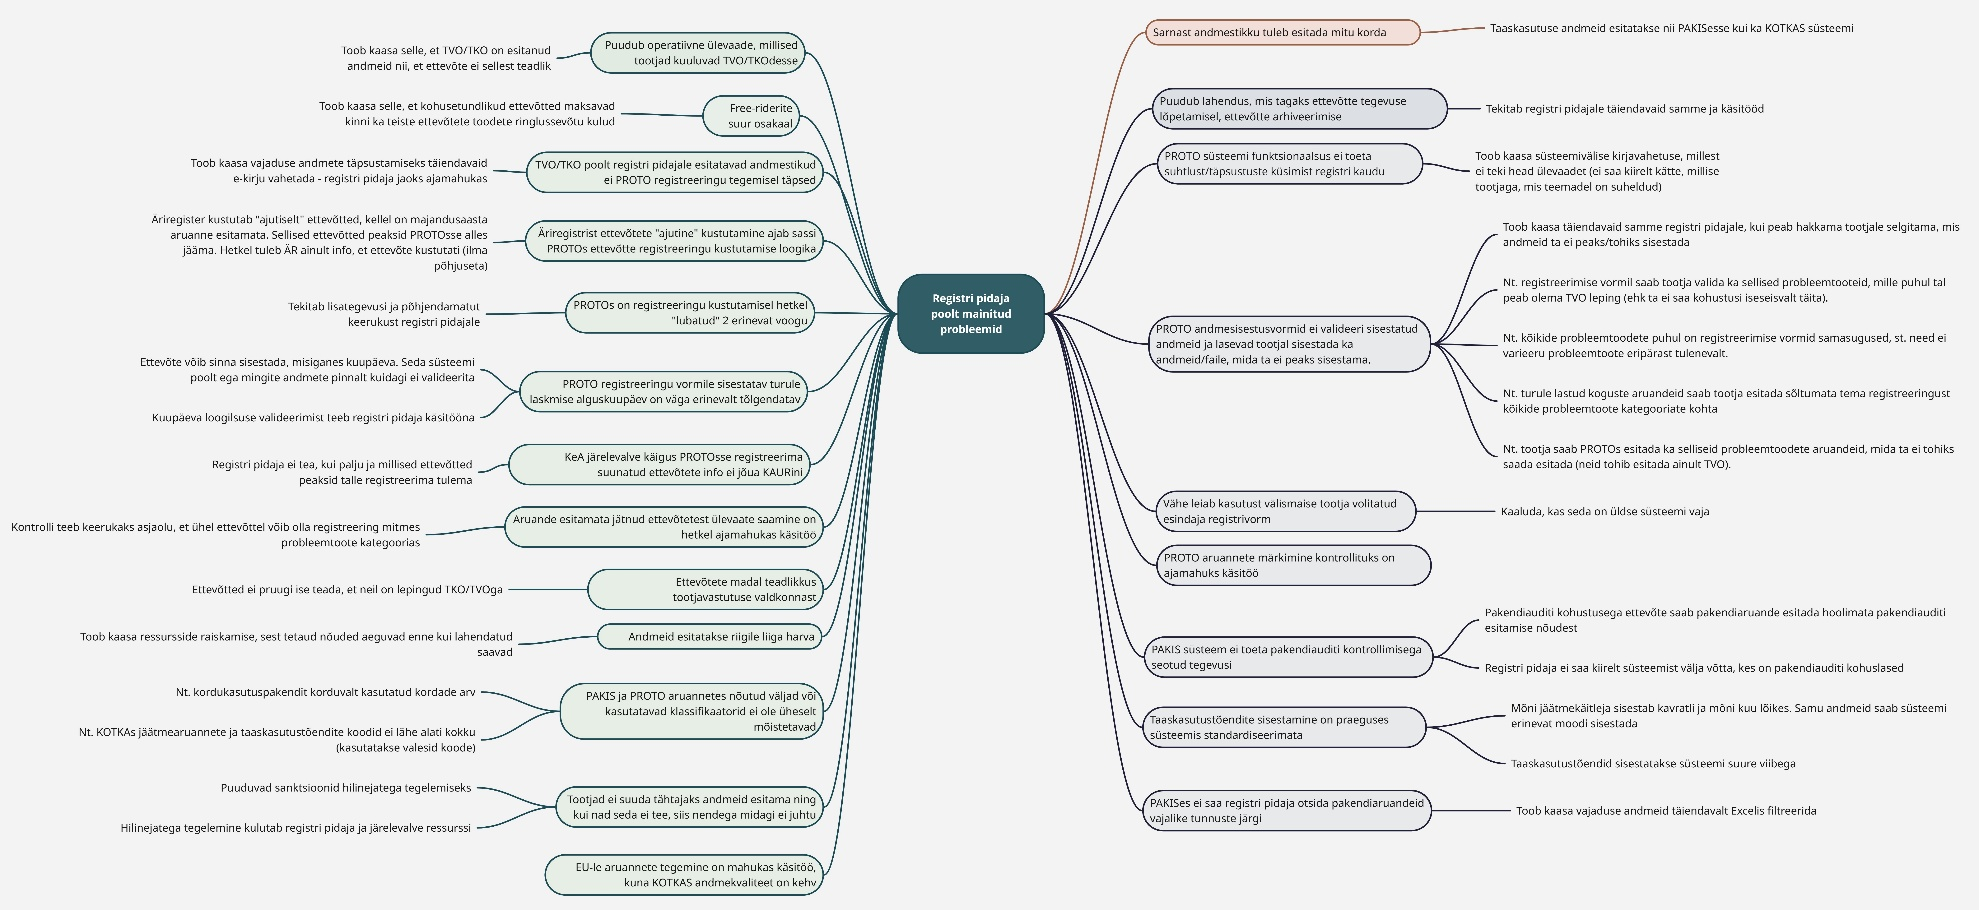 Registri pidaja
poolt mainitud
probleemid
Puudub operatiivne ülevaade, millised
tootjad kuuluvad TVO/TKOdesse
Toob kaasa selle, et TVO/TKO on esitanud
andmeid nii, et ettevõte ei sellest teadlik
Free-riderite
suur osakaal
Toob kaasa selle, et kohusetundlikud ettevõtted maksavad
kinni ka teiste ettevõtete toodete ringlussevõtu kulud
TVO/TKO poolt registri pidajale esitatavad andmestikud
ei PROTO registreeringu tegemisel täpsed
Toob kaasa vajaduse andmete täpsustamiseks täiendavaid
e-kirju vahetada - registri pidaja jaoks ajamahukas
Äriregistrist ettevõtete "ajutine" kustutamine ajab sassi
PROTOs ettevõtte registreeringu kustutamise loogika
Äriregister kustutab "ajutiselt" ettevõtted, kellel on majandusaasta
aruanne esitamata. Sellised ettevõtted peaksid PROTOsse alles
jääma. Hetkel tuleb ÄR ainult info, et ettevõte kustutati (ilma
põhjuseta)
PROTOs on registreeringu kustutamisel hetkel
"lubatud" 2 erinevat voogu
Tekitab lisategevusi ja põhjendamatut
keerukust registri pidajale
PROTO registreeringu vormile sisestatav turule
laskmise alguskuupäev on väga erinevalt tõlgendatav
Ettevõte võib sinna sisestada, misiganes kuupäeva. Seda süsteemi
poolt ega mingite andmete pinnalt kuidagi ei valideerita
Kuupäeva loogilsuse valideerimist teeb registri pidaja käsitööna
KeA järelevalve käigus PROTOsse registreerima
suunatud ettevõtete info ei jõua KAURini
Registri pidaja ei tea, kui palju ja millised ettevõtted
peaksid talle registreerima tulema
Aruande esitamata jätnud ettevõtetest ülevaate saamine on
hetkel ajamahukas käsitöö
Kontrolli teeb keerukaks asjaolu, et ühel ettevõttel võib olla registreering mitmes
probleemtoote kategoorias
Ettevõtete madal teadlikkus
tootjavastutuse valdkonnast
Ettevõtted ei pruugi ise teada, et neil on lepingud TKO/TVOga
Andmeid esitatakse riigile liiga harva
Toob kaasa ressursside raiskamise, sest tetaud nõuded aeguvad enne kui lahendatud
saavad
PAKIS ja PROTO aruannetes nõutud väljad või
kasutatavad klassifikaatorid ei ole üheselt
mõistetavad
Nt. kordukasutuspakendit korduvalt kasutatud kordade arv
Nt. KOTKAs jäätmearuannete ja taaskasutustõendite koodid ei lähe alati kokku
(kasutatakse valesid koode)
Tootjad ei suuda tähtajaks andmeid esitama ning
kui nad seda ei tee, siis nendega midagi ei juhtu
Puuduvad sanktsioonid hilinejatega tegelemiseks
Hilinejatega tegelemine kulutab registri pidaja ja järelevalve ressurssi
EU-le aruannete tegemine on mahukas käsitöö,
kuna KOTKAS andmekvaliteet on kehv
Sarnast andmestikku tuleb esitada mitu korda
Taaskasutuse andmeid esitatakse nii PAKISesse kui ka KOTKAS süsteemi
Puudub lahendus, mis tagaks ettevõtte tegevuse
lõpetamisel, ettevõtte arhiveerimise
Tekitab registri pidajale täiendavaid samme ja käsitööd
PROTO süsteemi funktsionaalsus ei toeta
suhtlust/täpsustuste küsimist registri kaudu
Toob kaasa süsteemivälise kirjavahetuse, millest
ei teki head ülevaadet (ei saa kiirelt kätte, millise
tootjaga, mis teemadel on suheldud)
PROTO andmesisestusvormid ei valideeri sisestatud
andmeid ja lasevad tootjal sisestada ka
andmeid/faile, mida ta ei peaks sisestama.
Toob kaasa täiendavaid samme registri pidajale, kui peab hakkama tootjale selgitama, mis
andmeid ta ei peaks/tohiks sisestada
Nt. registreerimise vormil saab tootja valida ka sellised probleemtooteid, mille puhul tal
peab olema TVO leping (ehk ta ei saa kohustusi iseseisvalt täita).
Nt. kõikide probleemtoodete puhul on registreerimise vormid samasugused, st. need ei
varieeru probleemtoote eripärast tulenevalt.
Nt. turule lastud koguste aruandeid saab tootja esitada sõltumata tema registreeringust
kõikide probleemtoote kategooriate kohta
Nt. tootja saab PROTOs esitada ka selliseid probleemtoodete aruandeid, mida ta ei tohiks
saada esitada (neid tohib esitada ainult TVO).
Vähe leiab kasutust välismaise tootja volitatud
esindaja registrivorm
Kaaluda, kas seda on üldse süsteemi vaja
PROTO aruannete märkimine kontrollituks on
ajamahuks käsitöö
PAKIS süsteem ei toeta pakendiauditi kontrollimisega
seotud tegevusi
Pakendiauditi kohustusega ettevõte saab pakendiaruande esitada hoolimata pakendiauditi
esitamise nõudest
Registri pidaja ei saa kiirelt süsteemist välja võtta, kes on pakendiauditi kohuslased
Taaskasutustõendite sisestamine on praeguses
süsteemis standardiseerimata
Mõni jäätmekäitleja sisestab kavratli ja mõni kuu lõikes. Samu andmeid saab süsteemi
erinevat moodi sisestada
Taaskasutustõendid sisestatakse süsteemi suure viibega
PAKISes ei saa registri pidaja otsida pakendiaruandeid
vajalike tunnuste järgi
Toob kaasa vajaduse andmeid täiendavalt Excelis filtreerida